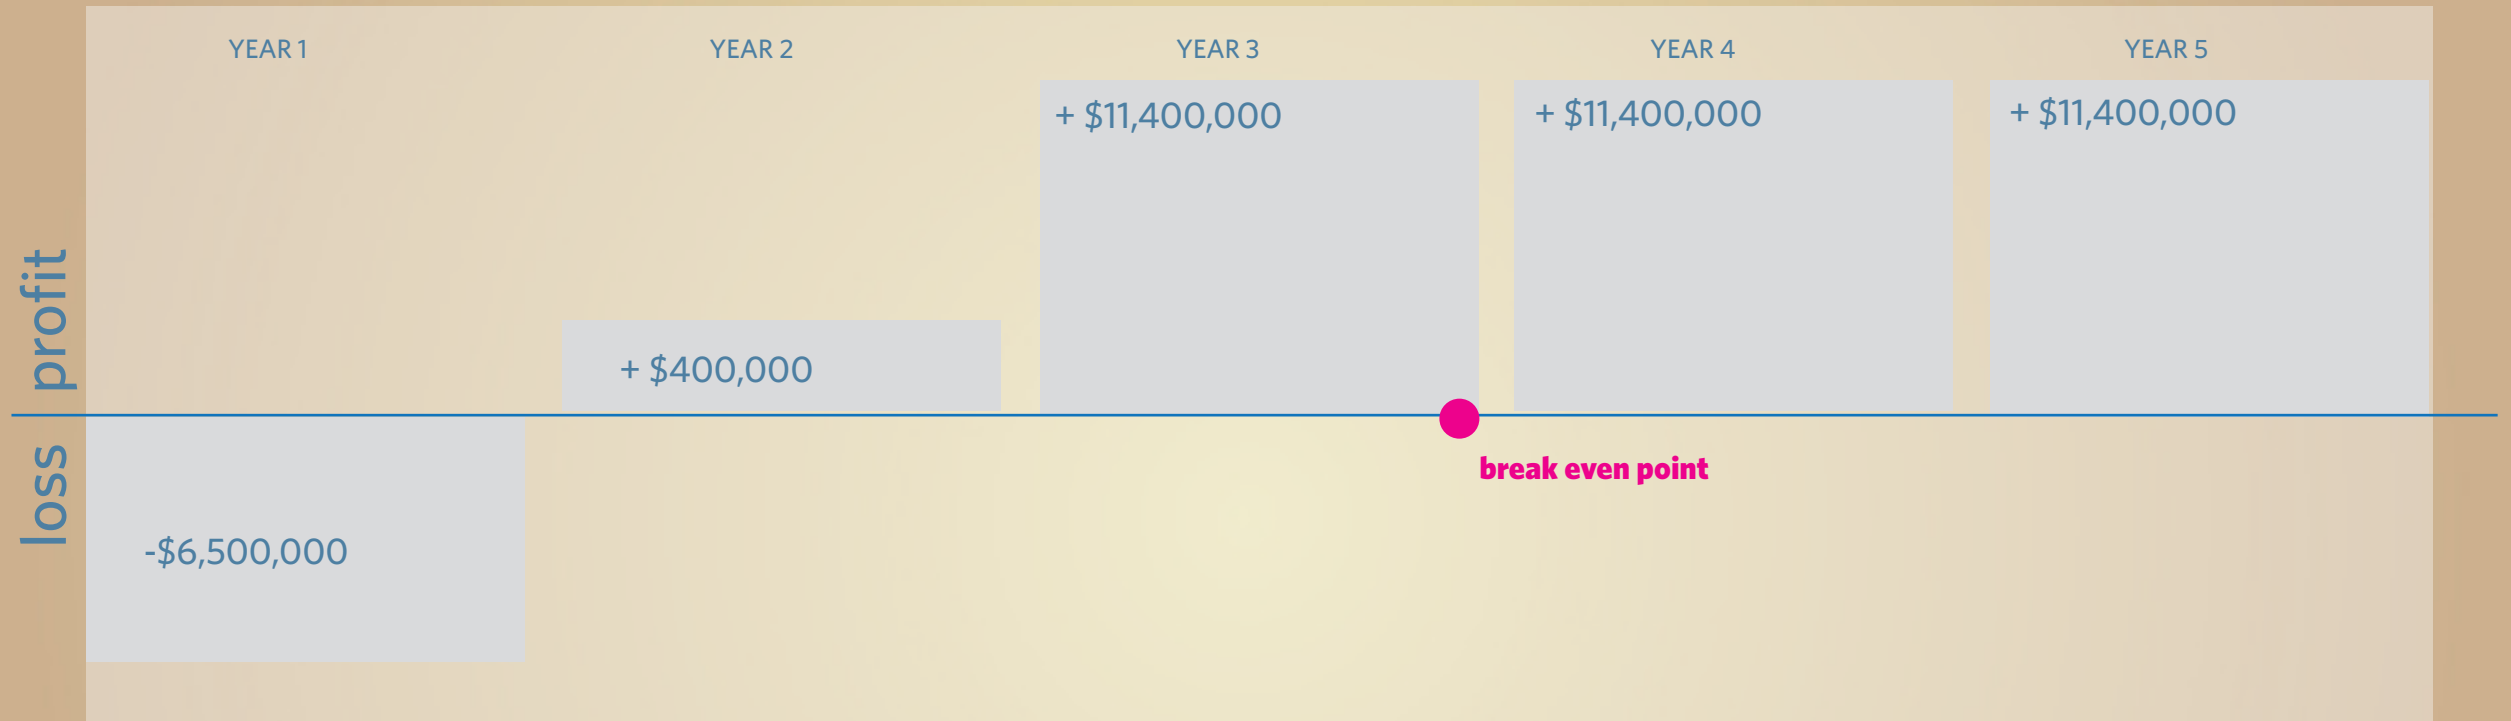 YEAR 1
YEAR 2
YEAR 3
YEAR 4
YEAR 5
+ $11,400,000
+ $11,400,000
+ $11,400,000
profit
+ $400,000
loss
break even point
-$6,500,000